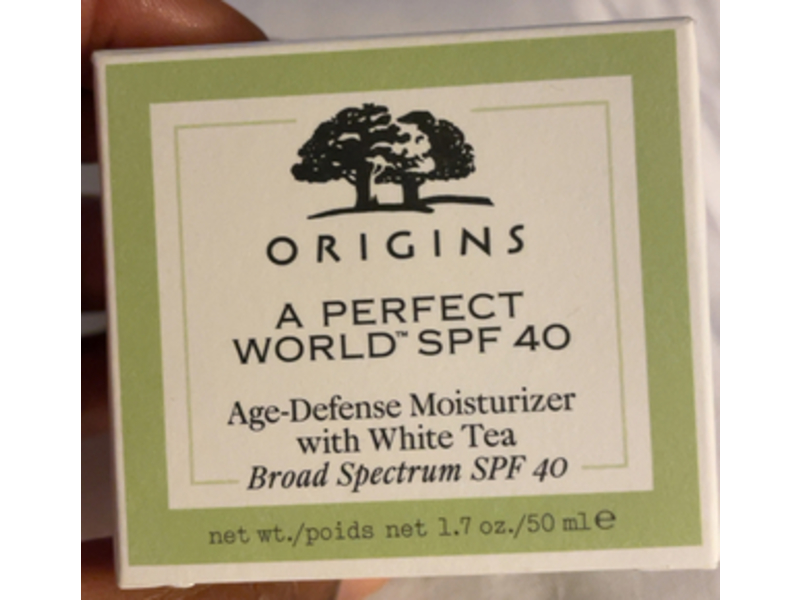 ORIGINS
A PERFECT
WORLD™ SPF 40
Age-Defense Moisturizer
with White Tea
Broad Spectrum SPF 40
net wt./poids net 1.7 oz./50 ml℮